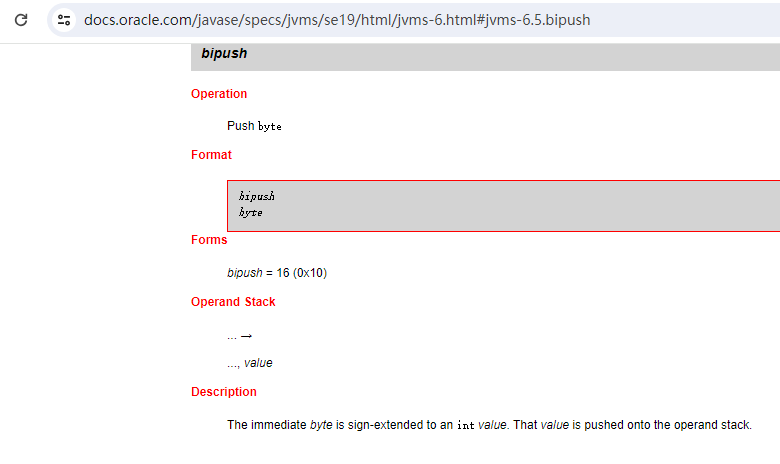 docs.oracle.com/javase/specs/jvms/se19/html/jvms-6.html#jvms-6.5.bipush
bipush
Operation
Push byte
Format
bipush
byte
Forms
bipush = 16 (0x10)
Operand Stack
... →
..., value
Description
The immediate byte is sign-extended to an int value. That value is pushed onto the operand stack.